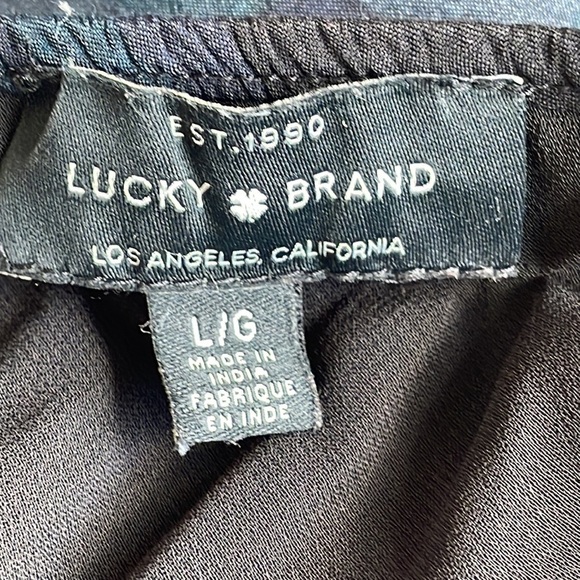 EST. 1990
LUCKY BRAND
LOS ANGELES, CALIFORNIA
L/G
MADE IN
INDIA
FABRIQUE
EN INDE